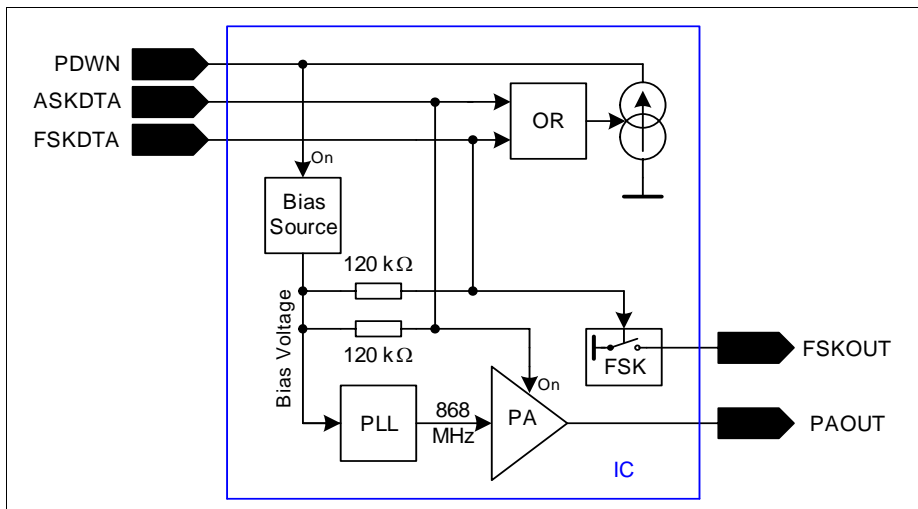 PDWN
ASKDTA
FSKDTA
OR
On
Bias
Source
120 kΩ
120 kΩ
Bias Voltage
FSK
FSKOUT
On
PLL
868
MHz
PA
PAOUT
IC